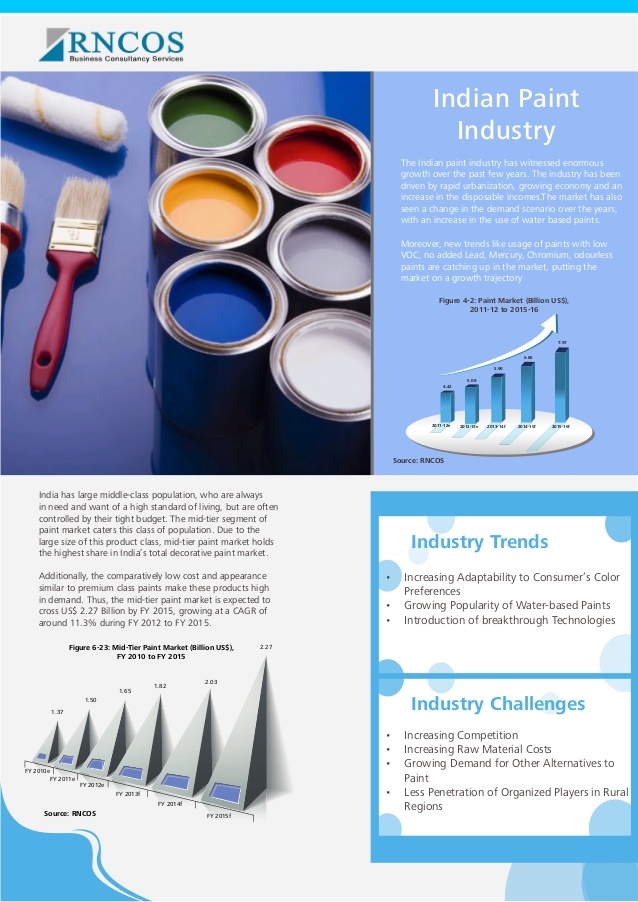 RNCOS
Business Consultancy Services
Indian Paint
Industry
The Indian paint industry has witnessed enormous
growth over the past few years. The industry has been
driven by rapid urbanization, growing economy and an
increase in the disposable incomes.The market has also
seen a change in the demand scenario over the years,
with an increase in the use of water based paints.
Moreover, new trends like usage of paints with low
VOC, no added Lead, Mercury, Chromium, odourless
paints are catching up in the market, putting the
market on a growth trajectory
Figure 4-2: Paint Market (Billion US$),
2011-12 to 2015-16
4.42
5.06
5.90
6.85
7.97
2011-12e
2012-13e
2013-14f
2014-15f
2015-16f
Source: RNCOS
India has large middle-class population, who are always
in need and want of a high standard of living, but are often
controlled by their tight budget. The mid-tier segment of
paint market caters this class of population. Due to the
large size of this product class, mid-tier paint market holds
the highest share in India's total decorative paint market.
Additionally, the comparatively low cost and appearance
similar to premium class paints make these products high
in demand. Thus, the mid-tier paint market is expected to
cross US$ 2.27 Billion by FY 2015, growing at a CAGR of
around 11.3% during FY 2012 to FY 2015.
Figure 6-23: Mid-Tier Paint Market (Billion US$),
FY 2010 to FY 2015
1.37
1.50
1.65
1.82
2.03
2.27
FY 2010e
FY 2011e
FY 2012e
FY 2013f
FY 2014f
FY 2015f
Source: RNCOS
Industry Trends
• Increasing Adaptability to Consumer's Color
Preferences
• Growing Popularity of Water-based Paints
• Introduction of breakthrough Technologies
Industry Challenges
• Increasing Competition
• Increasing Raw Material Costs
• Growing Demand for Other Alternatives to
Paint
• Less Penetration of Organized Players in Rural
Regions